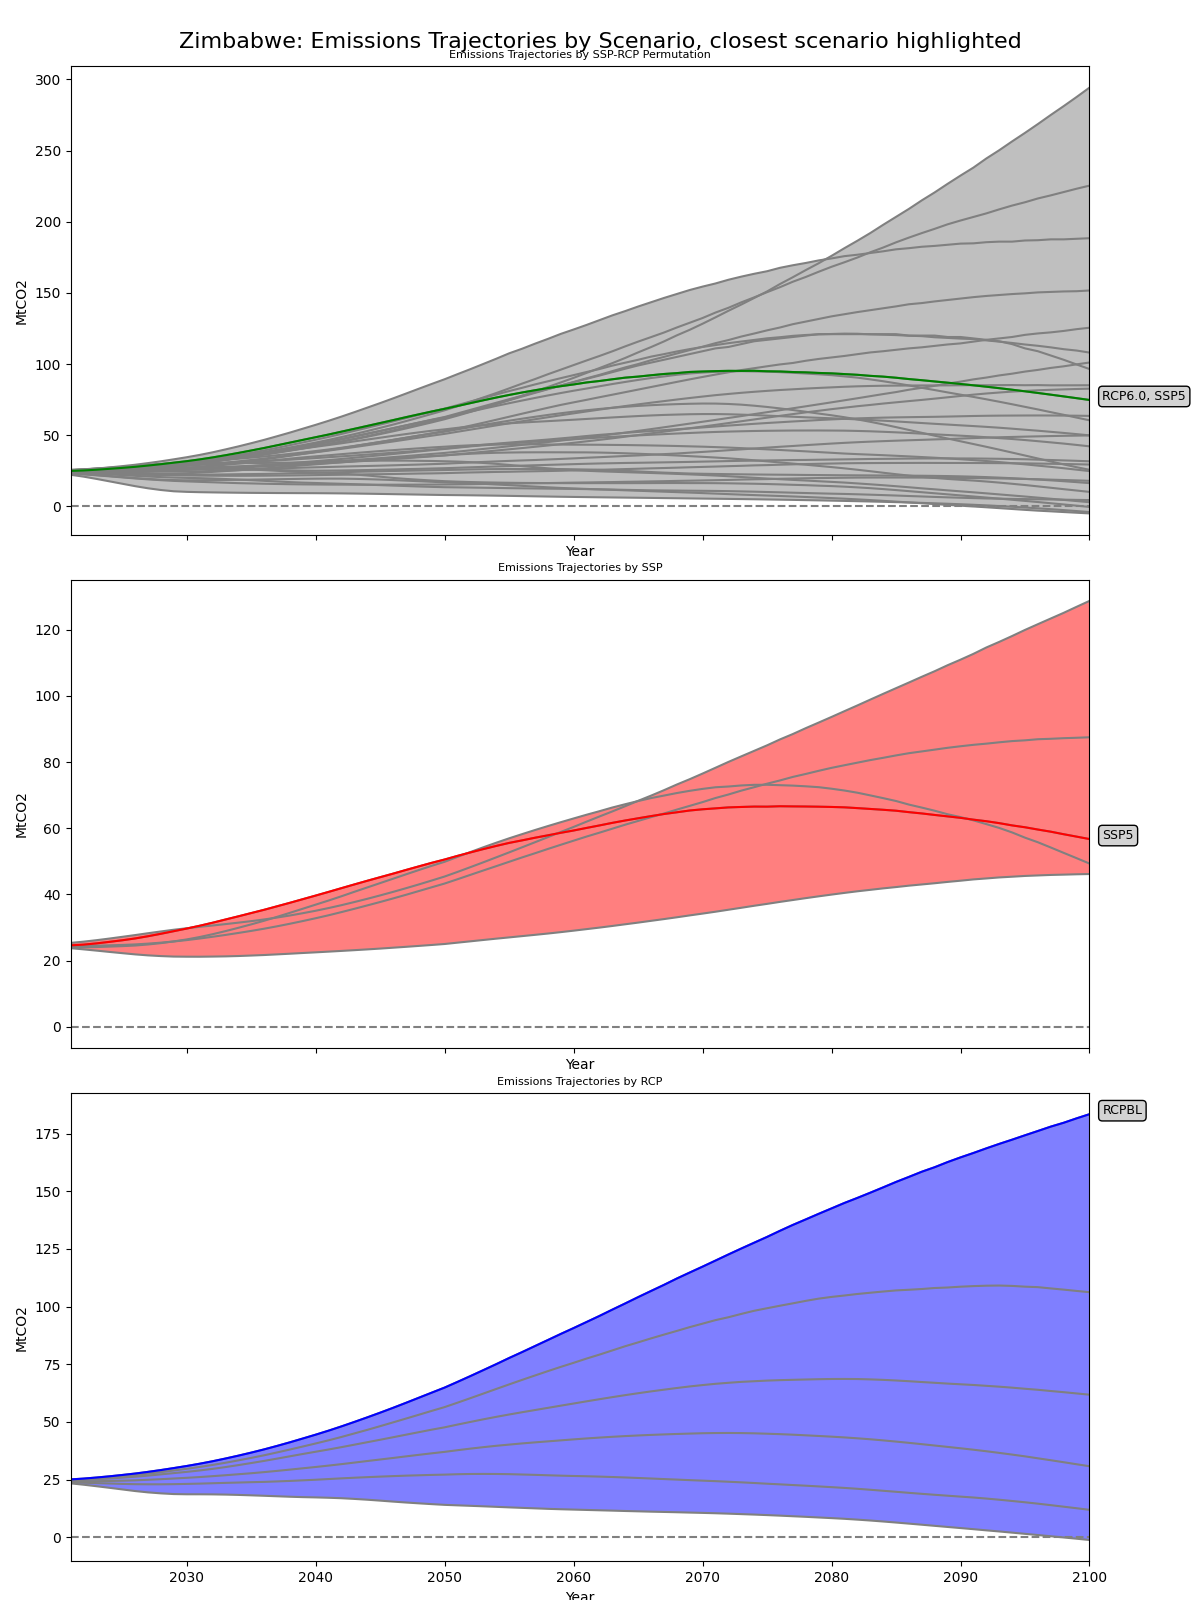 Zimbabwe: Emissions Trajectories by Scenario, closest scenario highlighted
Emissions Trajectories by SSP-RCP Permutation
300
250
200
150
100
50
0
MtCO2
RCP6.0, SSP5
Year
Emissions Trajectories by SSP
120
100
80
60
40
20
0
MtCO2
SSP5
Year
Emissions Trajectories by RCP
RCPBL
175
150
125
100
75
50
25
0
MtCO2
2030 2040 2050 2060 2070 2080 2090 2100
Year